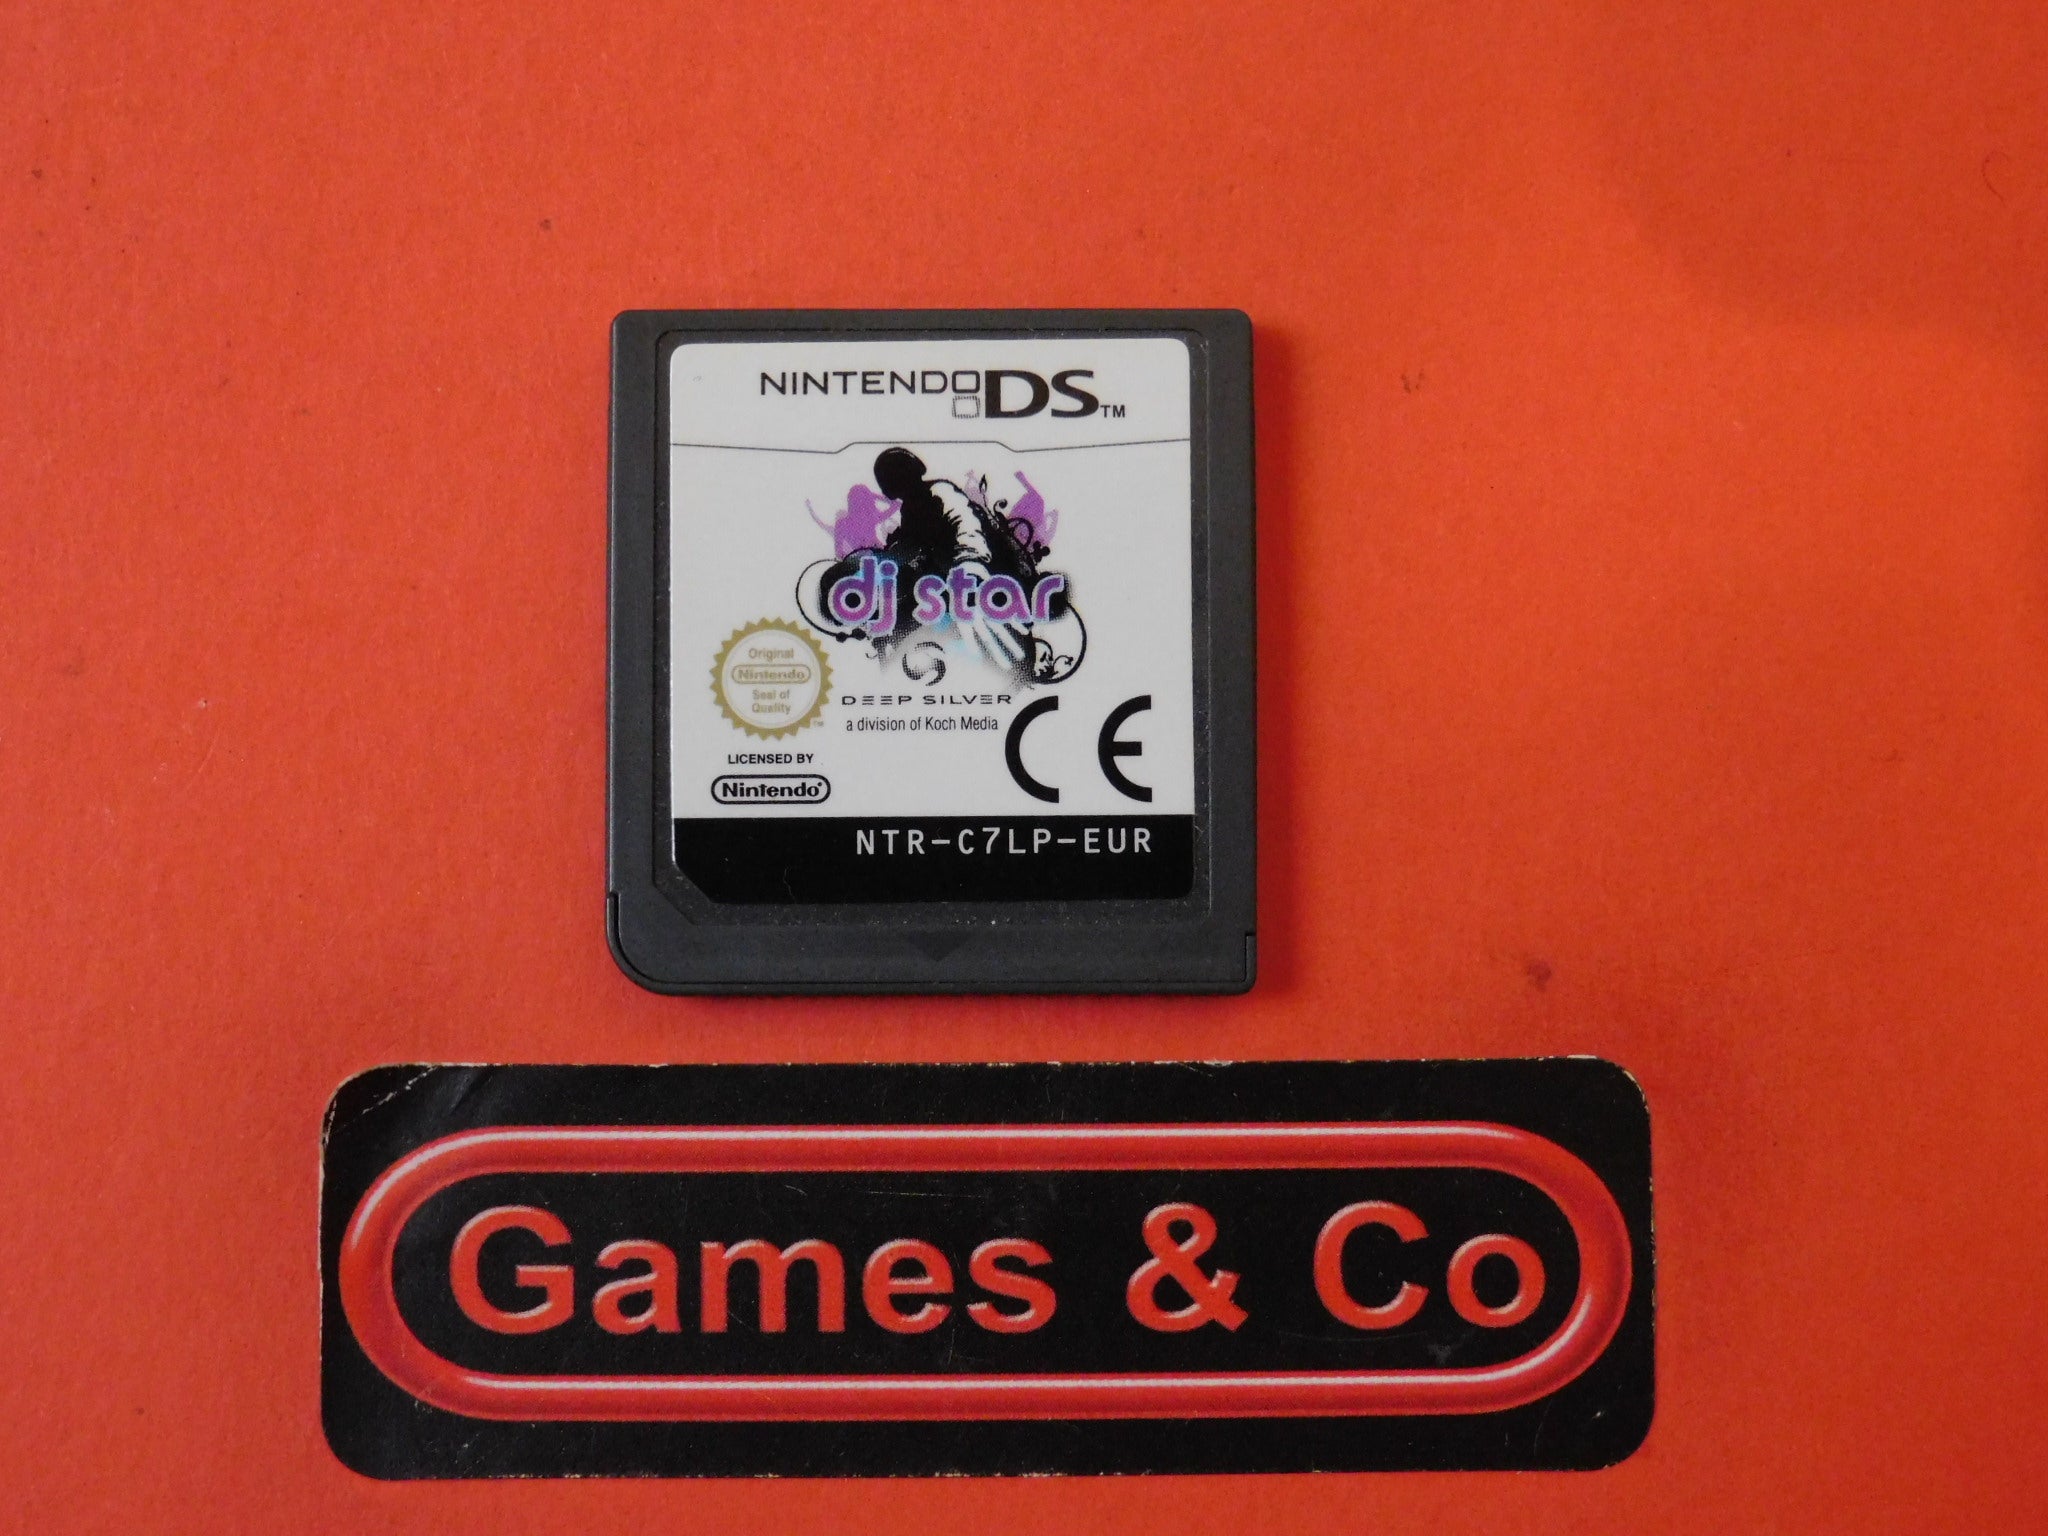 NINTENDO DS™
dj star
Original
Nintendo
Seal of
Quality
™
DEEP SILVER
a division of Koch Media
CE
LICENSED BY
Nintendo®
NTR-C7LP-EUR
Games & Co